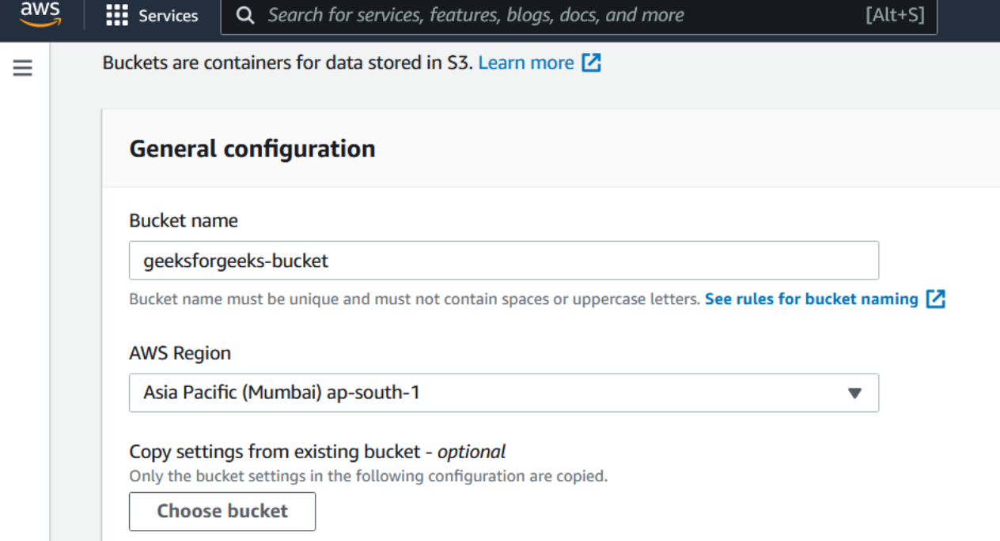 aws Services Search for services, features, blogs, docs, and more [Alt+S]
Buckets are containers for data stored in S3. Learn more
General configuration
Bucket name
geeksforgeeks-bucket
Bucket name must be unique and must not contain spaces or uppercase letters. See rules for bucket naming
AWS Region
Asia Pacific (Mumbai) ap-south-1
Copy settings from existing bucket - optional
Only the bucket settings in the following configuration are copied.
Choose bucket